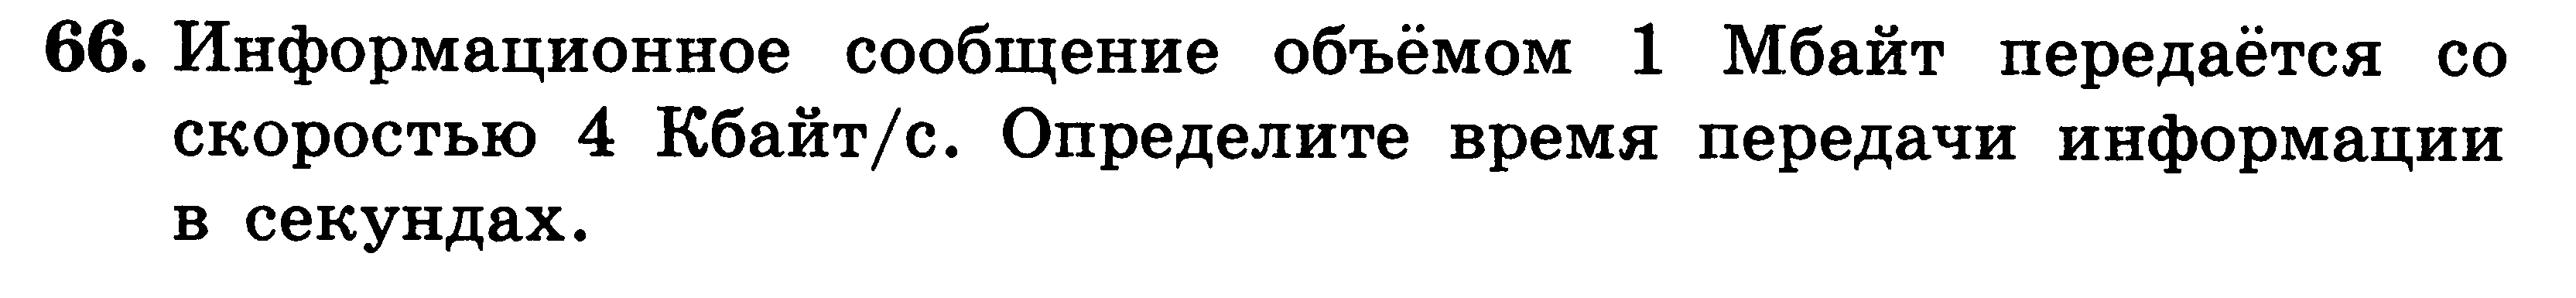 66. Информационное сообщение объёмом 1 Мбайт передаётся со
скоростью 4 Кбайт/с. Определите время передачи информации
в секундах.